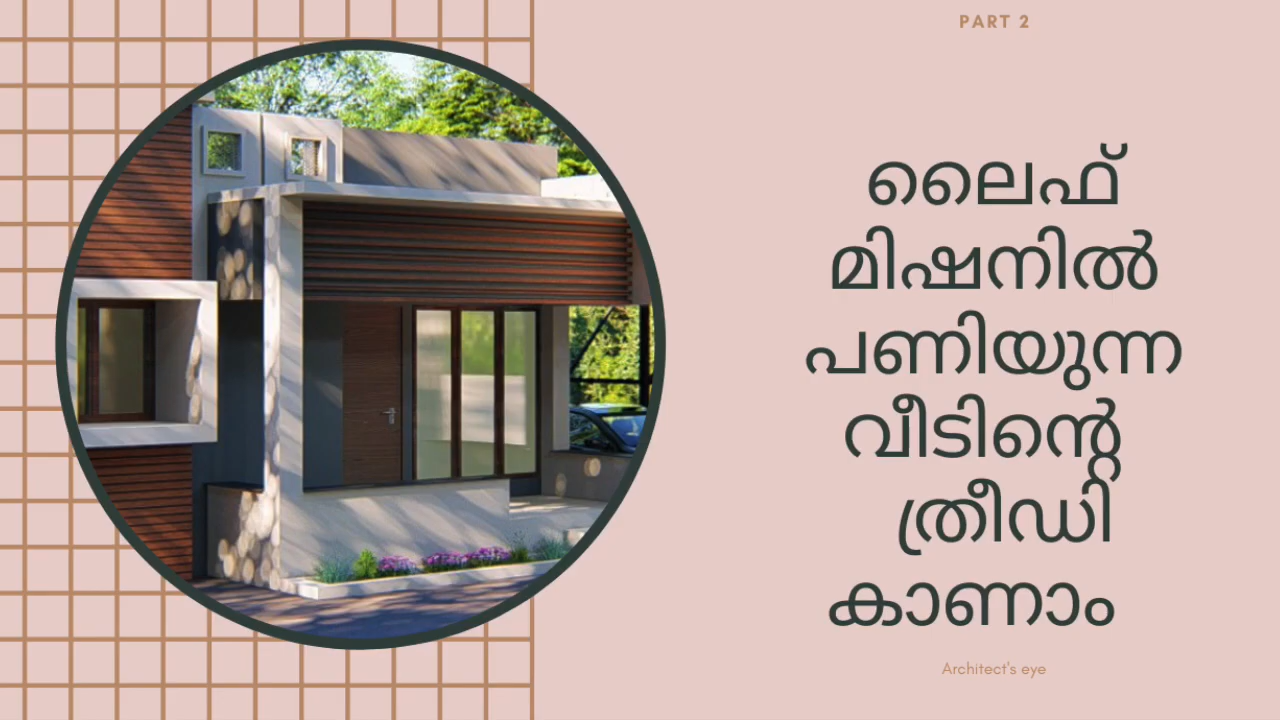 PART 2
ലൈഫ്
മിഷനിൽ
പണിയുന്ന
വീടിന്റെ
ത്രീഡി
കാണാം
Architect's eye